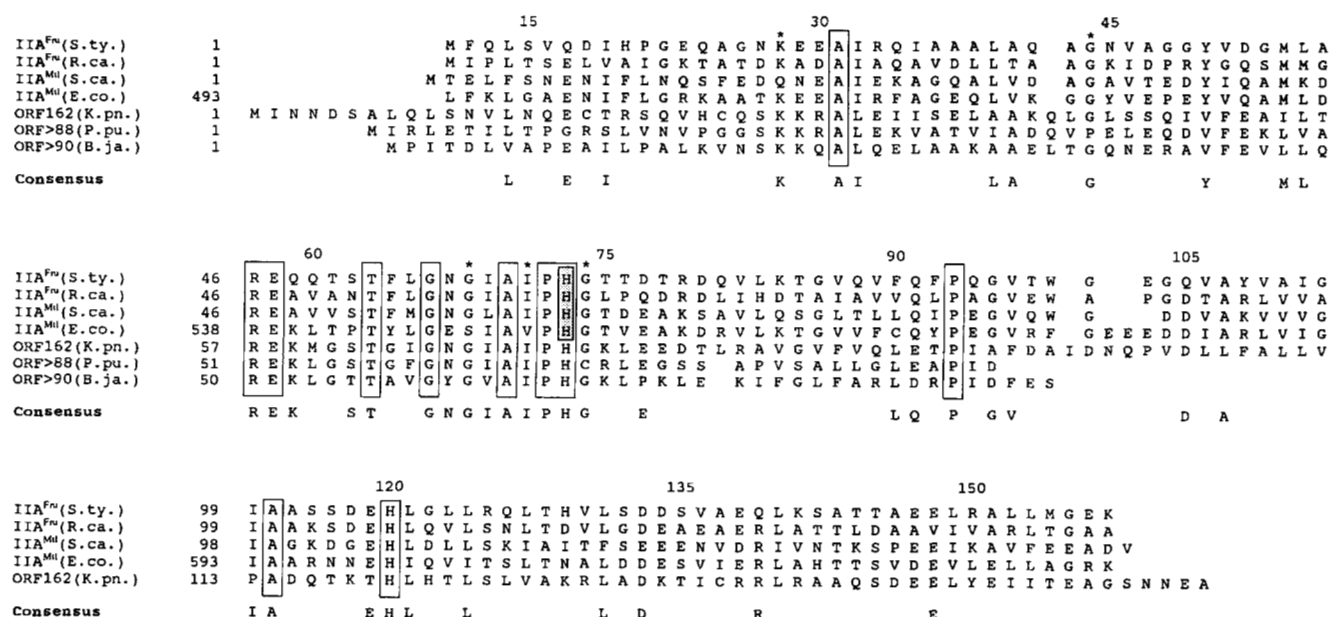 15 30 45
* *
IIAFru(S.ty.) 1 M F Q L S V Q D I H P G E Q A G N K E E A I R Q I A A A L A Q A G N V A G G Y V D G M L A
IIAFru(R.ca.) 1 M I P L T S E L V A I G K T A T D K A D A I A Q A V D L L T A A G K I D P R Y G Q S M M G
IIAMtl(S.ca.) 1 M T E L F S N E N I F L N Q S F E D Q N E A I E K A G Q A L V D A G A V T E D Y I Q A M K D
IIAMtl(E.co.) 493 L F K L G A E N I F L G R K A A T K E E A I R F A G E Q L V K G G Y V E P E Y V Q A M L D
ORF162(K.pn.) 1 M I N N D S A L Q L S N V L N Q E C T R S Q V H C Q S K K R A L E I I S E L A A K Q L G L S S Q I V F E A I L T
ORF>88(P.pu.) 1 M I R L E T I L T P G R S L V N V P G G S K K R A L E K V A T V I A D Q V P E L E Q D V F E K L V A
ORF>90(B.ja.) 1 M P I T D L V A P E A I L P A L K V N S K K Q A L Q E L A A K A A E L T G Q N E R A V F E V L L Q
Consensus L E I K A I L A G Y M L
60 75 90 105
* * *
IIAFru(S.ty.) 46 R E Q Q T S T F L G N G I A I P H G T T D T R D Q V L K T G V Q V F Q F P Q G V T W G E G Q V A Y V A I G
IIAFru(R.ca.) 46 R E A V A N T F L G N G I A I P H G L P Q D R D L I H D T A I A V V Q L P A G V E W A P G D T A R L V V A
IIAMtl(S.ca.) 46 R E A V V S T F M G N G L A I P H G T D E A K S A V L Q S G L T L L Q I P E G V Q W G D D V A K V V V G
IIAMtl(E.co.) 538 R E K L T P T Y L G E S I A V P H G T V E A K D R V L K T G V V F C Q Y P E G V R F G E E E D D I A R L V I G
ORF162(K.pn.) 57 R E K M G S T G I G N G I A I P H G K L E E D T L R A V G V F V Q L E T P I A F D A I D N Q P V D L L F A L L V
ORF>88(P.pu.) 51 R E K L G S T G F G N G I A I P H C R L E G S S A P V S A L L G L E A P I D
ORF>90(B.ja.) 50 R E K L G T T A V G Y G V A I P H G K L P K L E K I F G L F A R L D R P I D F E S
Consensus R E K S T G N G I A I P H G E L Q P G V D A
120 135 150
IIAFru(S.ty.) 99 I A A S S D E H L G L L R Q L T H V L S D D S V A E Q L K S A T T A E E L R A L L M G E K
IIAFru(R.ca.) 99 I A A K S D E H L Q V L S N L T D V L G D E A E A E R L A T T L D A A V I V A R L T G A A
IIAMtl(S.ca.) 98 I A G K D G E H L D L L S K I A I T F S E E E N V D R I V N T K S P E E I K A V F E E A D V
IIAMtl(E.co.) 593 I A A R N N E H I Q V I T S L T N A L D D E S V I E R L A H T T S V D E V L E L L A G R K
ORF162(K.pn.) 113 P A D Q T K T H L H T L S L V A K R L A D K T I C R R L R A A Q S D E E L Y E I I T E A G S N N E A
Consensus I A E H L L L D R E